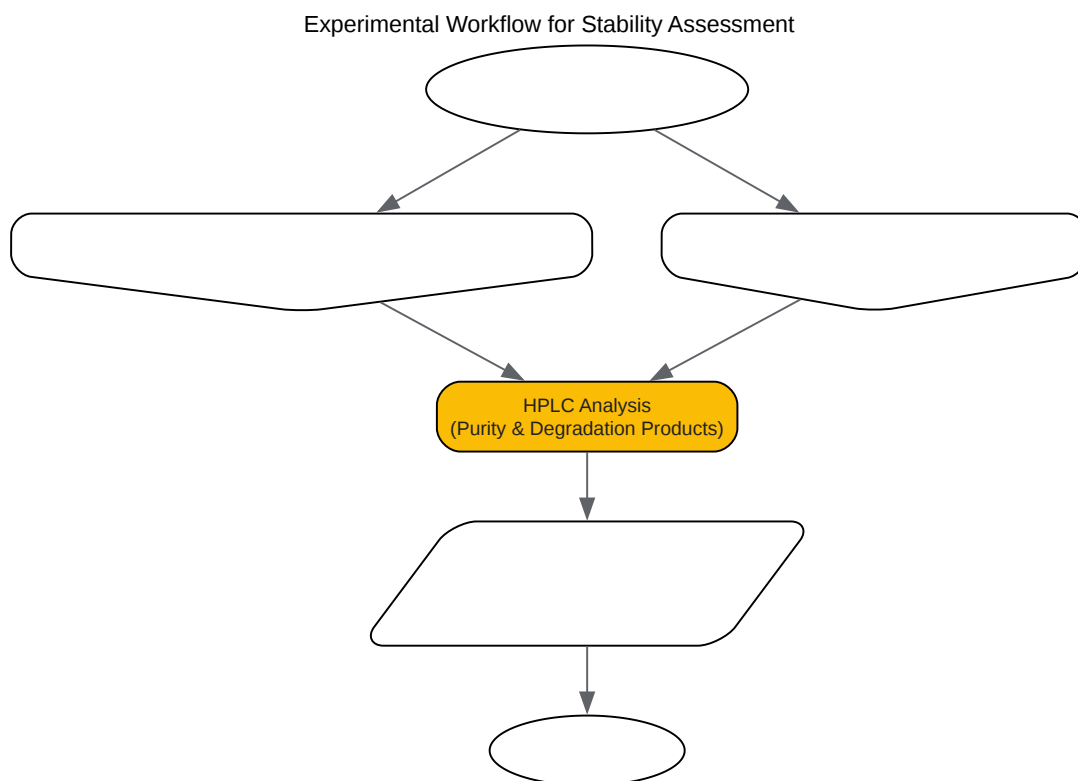 Experimental Workflow for Stability Assessment
HPLC Analysis
(Purity & Degradation Products)